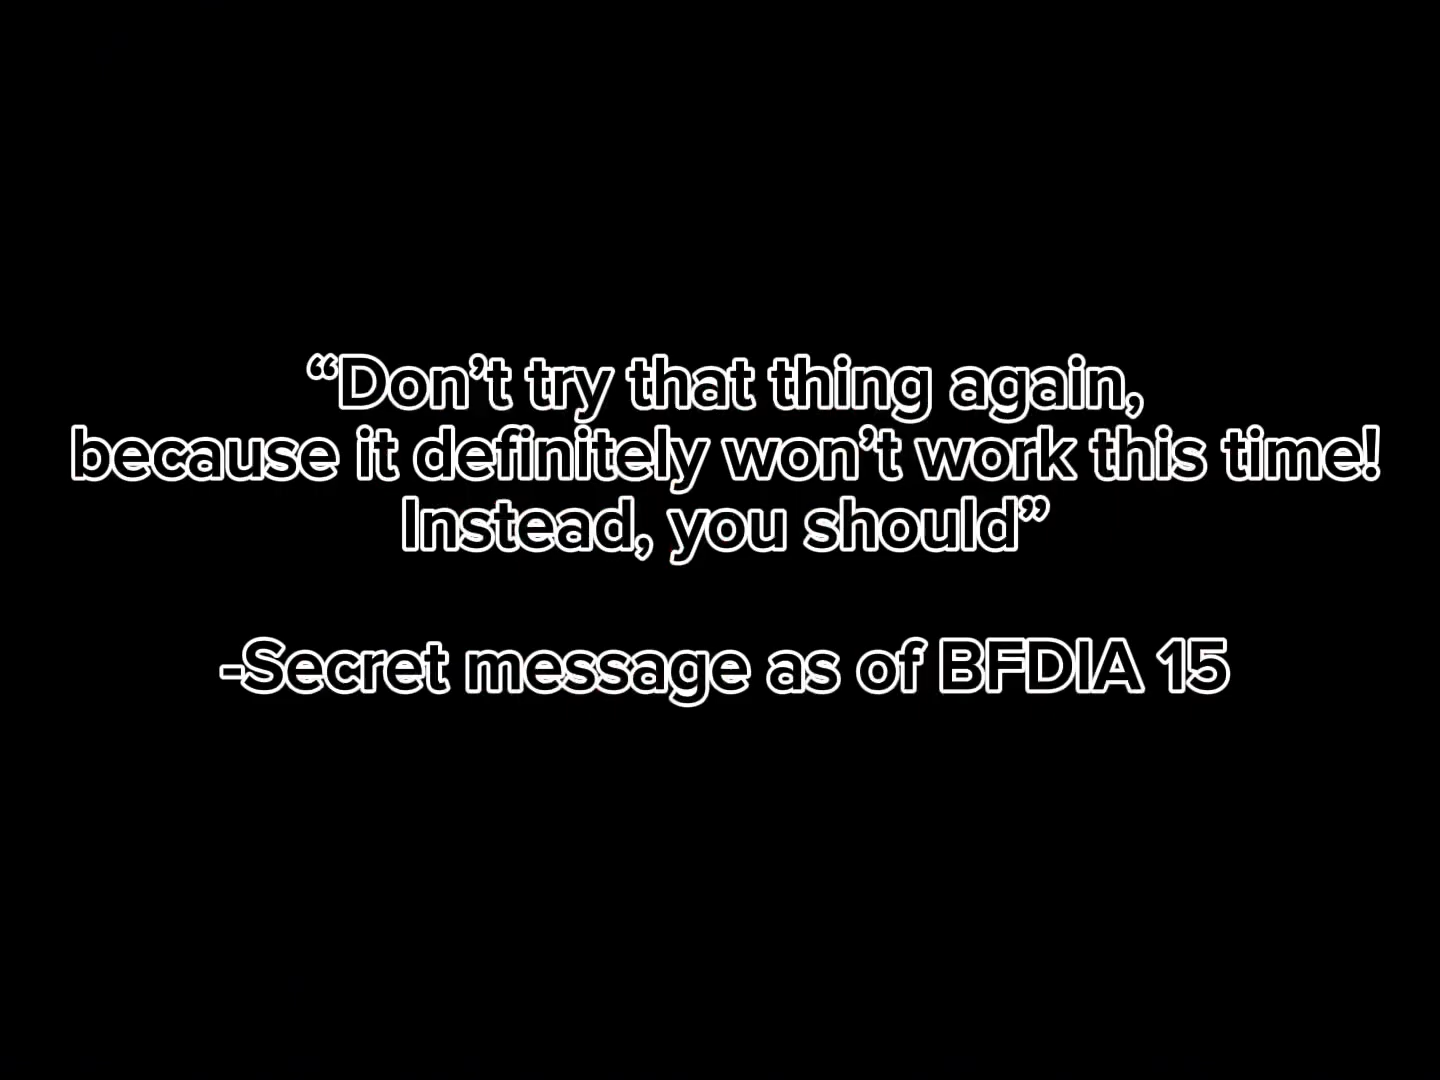 “Don’t try that thing again,
because it definitely won’t work this time!
Instead, you should”
-Secret message as of BFDIA 15